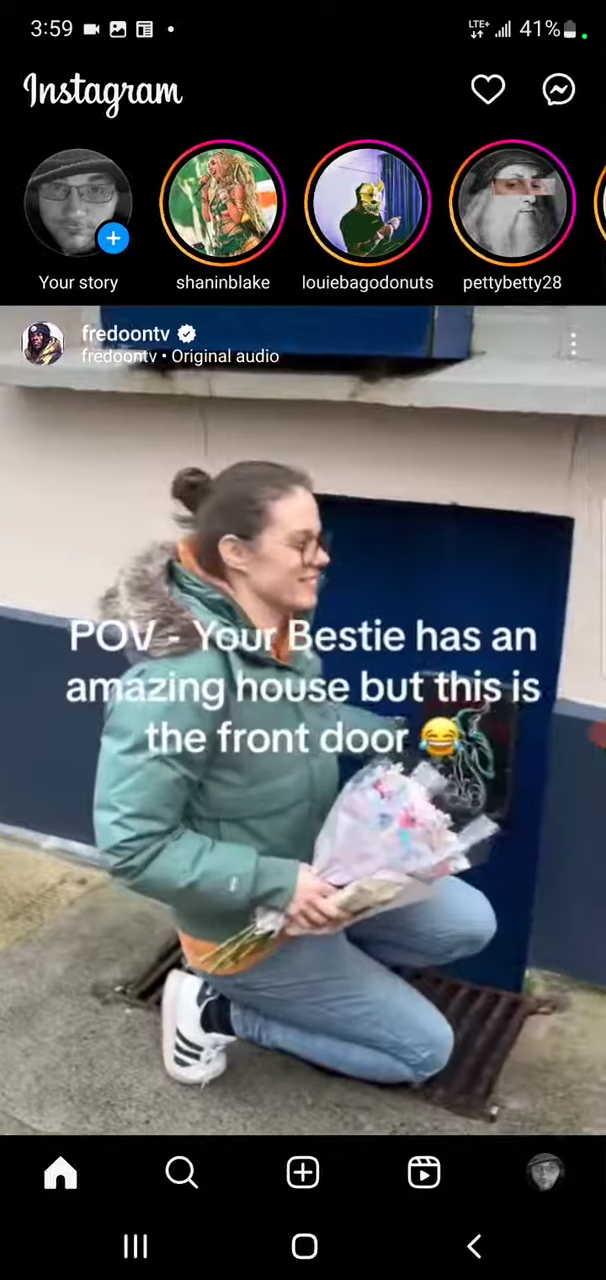 3:59
LTE+
41%
Instagram
Your story
shaninblake
louiebagodonuts
pettybetty28
fredoontv
fredoontv • Original audio
POV - Your Bestie has an
amazing house but this is
the front door 😂